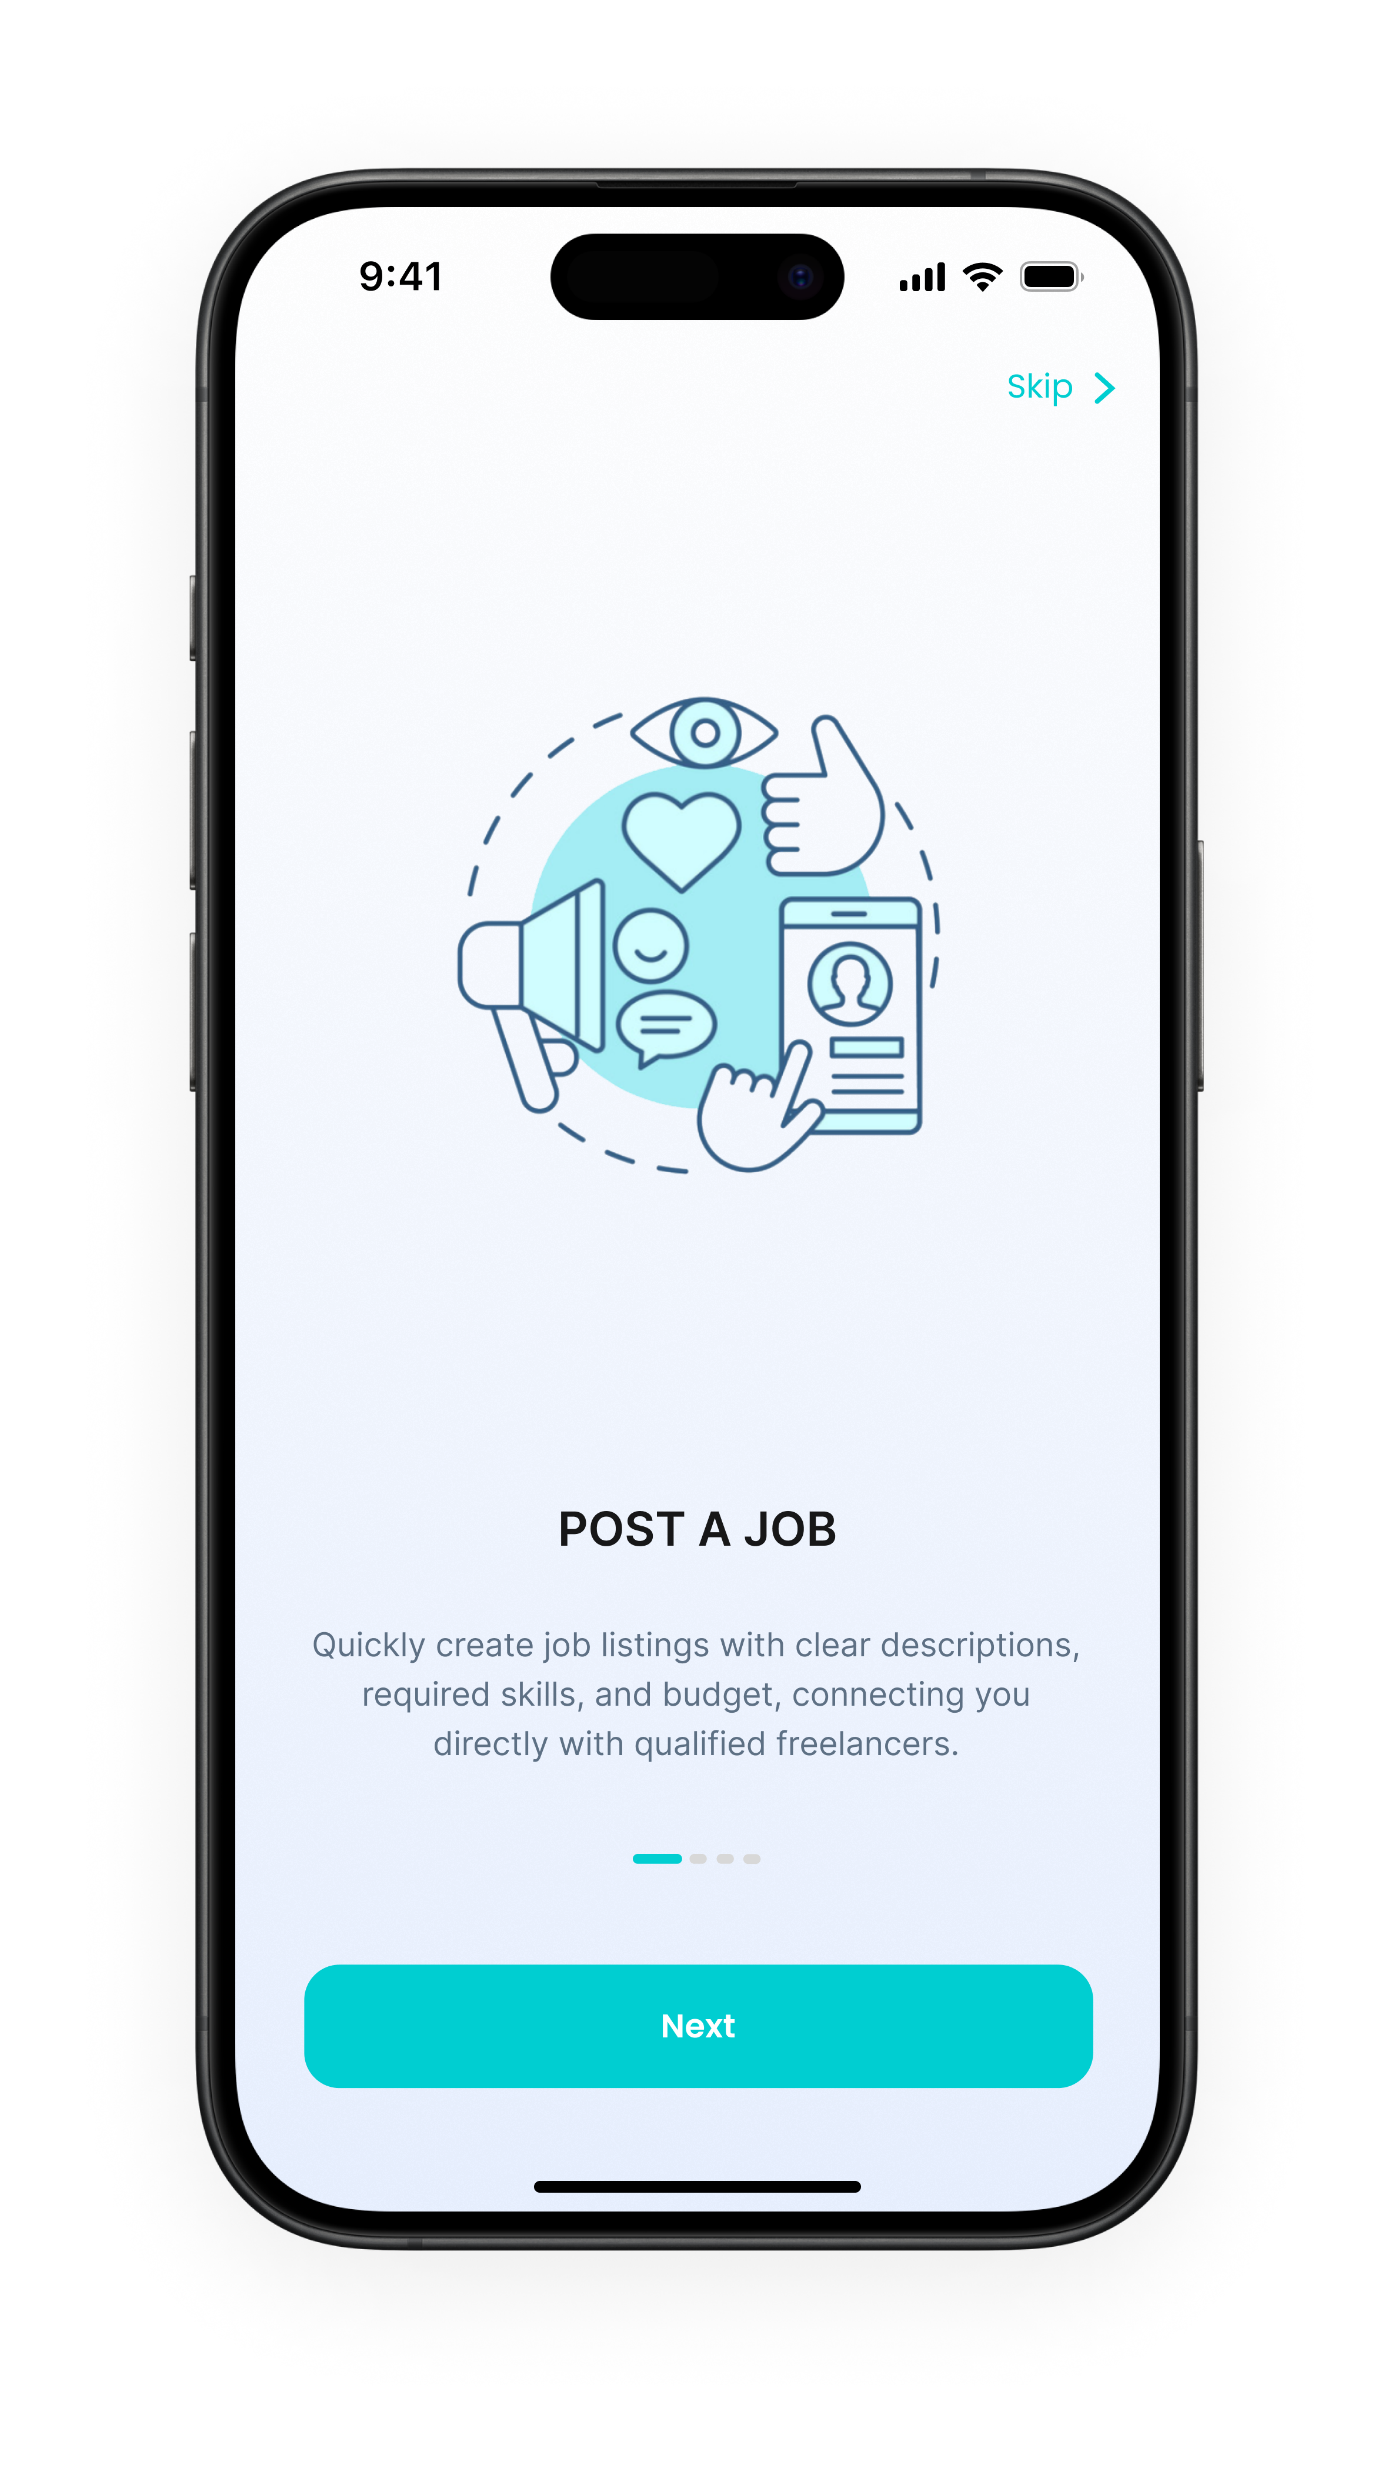 9:41
Skip
POST A JOB
Quickly create job listings with clear descriptions,
required skills, and budget, connecting you
directly with qualified freelancers.
Next